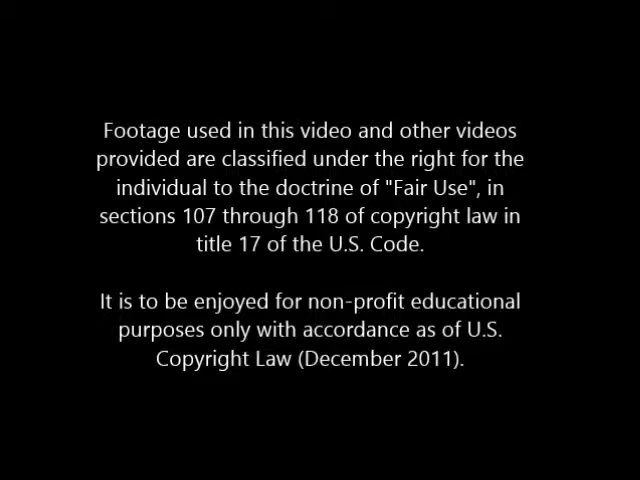 Footage used in this video and other videos
provided are classified under the right for the
individual to the doctrine of "Fair Use", in
sections 107 through 118 of copyright law in
title 17 of the U.S. Code.
It is to be enjoyed for non-profit educational
purposes only with accordance as of U.S.
Copyright Law (December 2011).